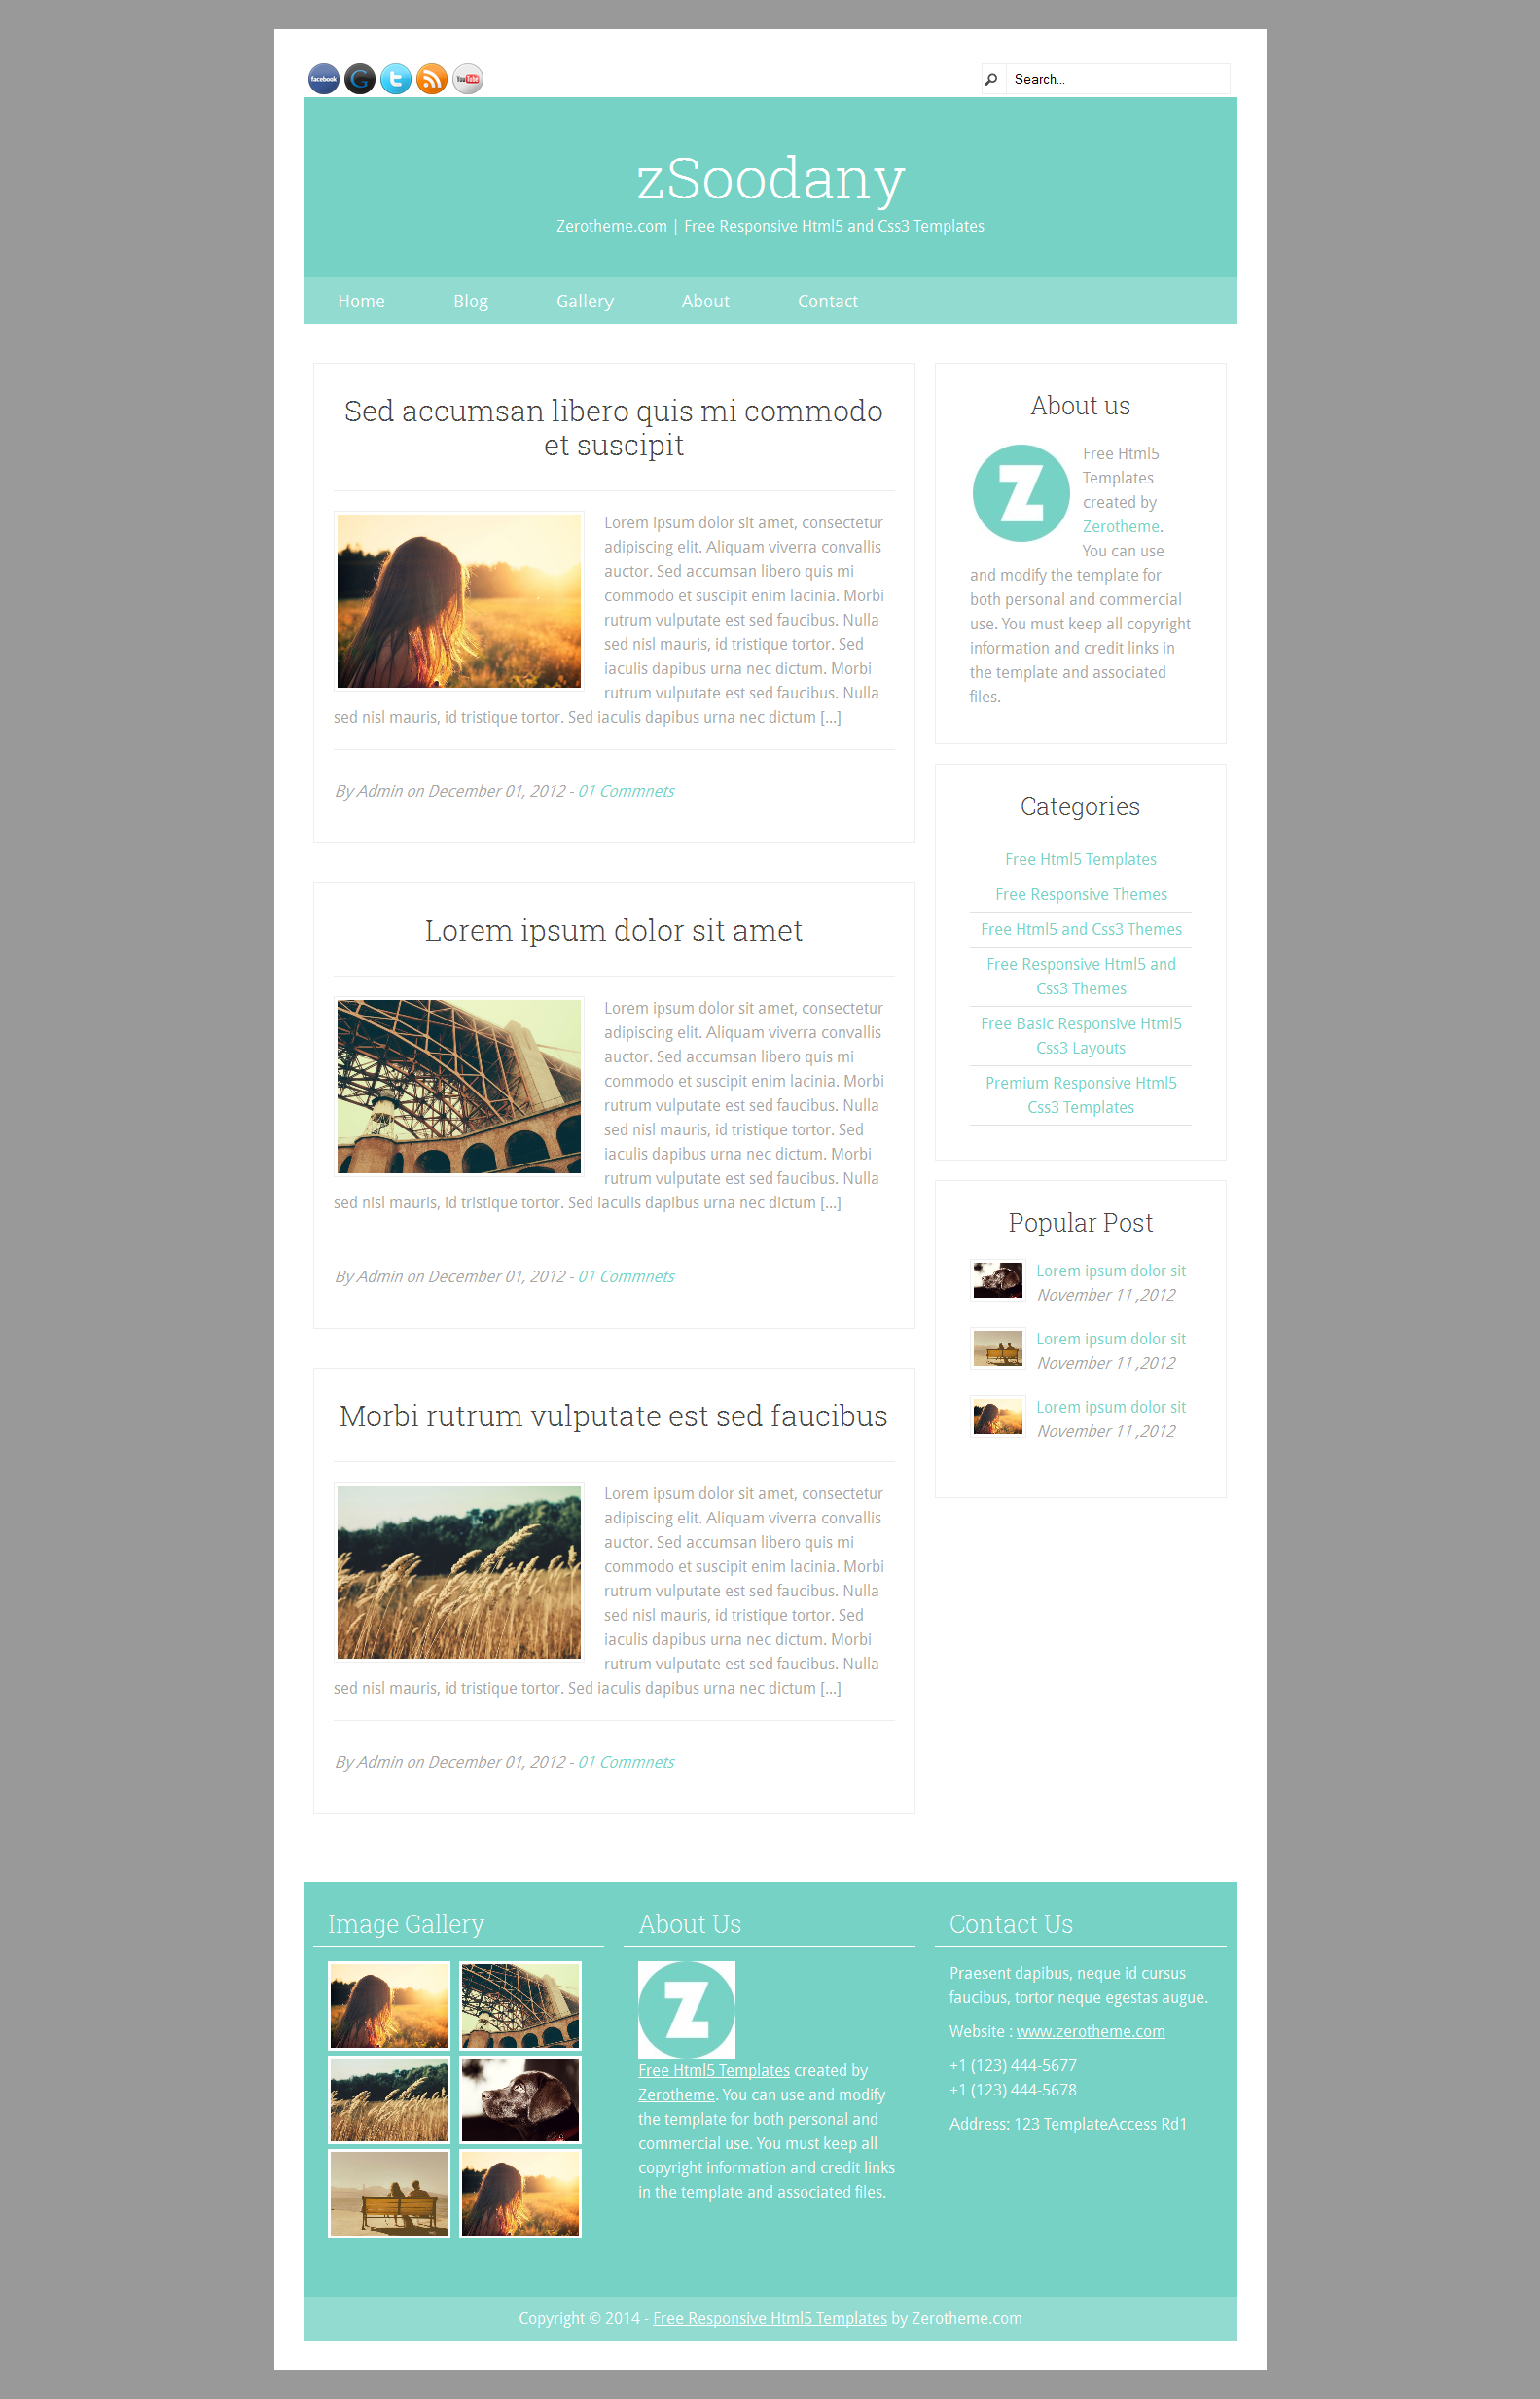 facebook
G
t
You Tube
Search...
zSoodany
Zerotheme.com | Free Responsive Html5 and Css3 Templates
Home
Blog
Gallery
About
Contact
Sed accumsan libero quis mi commodo
et suscipit
Lorem ipsum dolor sit amet, consectetur
adipiscing elit. Aliquam viverra convallis
auctor. Sed accumsan libero quis mi
commodo et suscipit enim lacinia. Morbi
rutrum vulputate est sed faucibus. Nulla
sed nisl mauris, id tristique tortor. Sed
iaculis dapibus urna nec dictum. Morbi
rutrum vulputate est sed faucibus. Nulla
sed nisl mauris, id tristique tortor. Sed iaculis dapibus urna nec dictum [...]
By Admin on December 01, 2012 - 01 Commnets
Lorem ipsum dolor sit amet
Lorem ipsum dolor sit amet, consectetur
adipiscing elit. Aliquam viverra convallis
auctor. Sed accumsan libero quis mi
commodo et suscipit enim lacinia. Morbi
rutrum vulputate est sed faucibus. Nulla
sed nisl mauris, id tristique tortor. Sed
iaculis dapibus urna nec dictum. Morbi
rutrum vulputate est sed faucibus. Nulla
sed nisl mauris, id tristique tortor. Sed iaculis dapibus urna nec dictum [...]
By Admin on December 01, 2012 - 01 Commnets
Morbi rutrum vulputate est sed faucibus
Lorem ipsum dolor sit amet, consectetur
adipiscing elit. Aliquam viverra convallis
auctor. Sed accumsan libero quis mi
commodo et suscipit enim lacinia. Morbi
rutrum vulputate est sed faucibus. Nulla
sed nisl mauris, id tristique tortor. Sed
iaculis dapibus urna nec dictum. Morbi
rutrum vulputate est sed faucibus. Nulla
sed nisl mauris, id tristique tortor. Sed iaculis dapibus urna nec dictum [...]
By Admin on December 01, 2012 - 01 Commnets
About us
Z
Free Html5
Templates
created by
Zerotheme.
You can use
and modify the template for
both personal and commercial
use. You must keep all copyright
information and credit links in
the template and associated
files.
Categories
Free Html5 Templates
Free Responsive Themes
Free Html5 and Css3 Themes
Free Responsive Html5 and
Css3 Themes
Free Basic Responsive Html5
Css3 Layouts
Premium Responsive Html5
Css3 Templates
Popular Post
Lorem ipsum dolor sit
November 11 ,2012
Lorem ipsum dolor sit
November 11 ,2012
Lorem ipsum dolor sit
November 11 ,2012
Image Gallery
About Us
Z
Free Html5 Templates created by
Zerotheme. You can use and modify
the template for both personal and
commercial use. You must keep all
copyright information and credit links
in the template and associated files.
Contact Us
Praesent dapibus, neque id cursus
faucibus, tortor neque egestas augue.
Website : www.zerotheme.com
+1 (123) 444-5677
+1 (123) 444-5678
Address: 123 TemplateAccess Rd1
Copyright © 2014 - Free Responsive Html5 Templates by Zerotheme.com